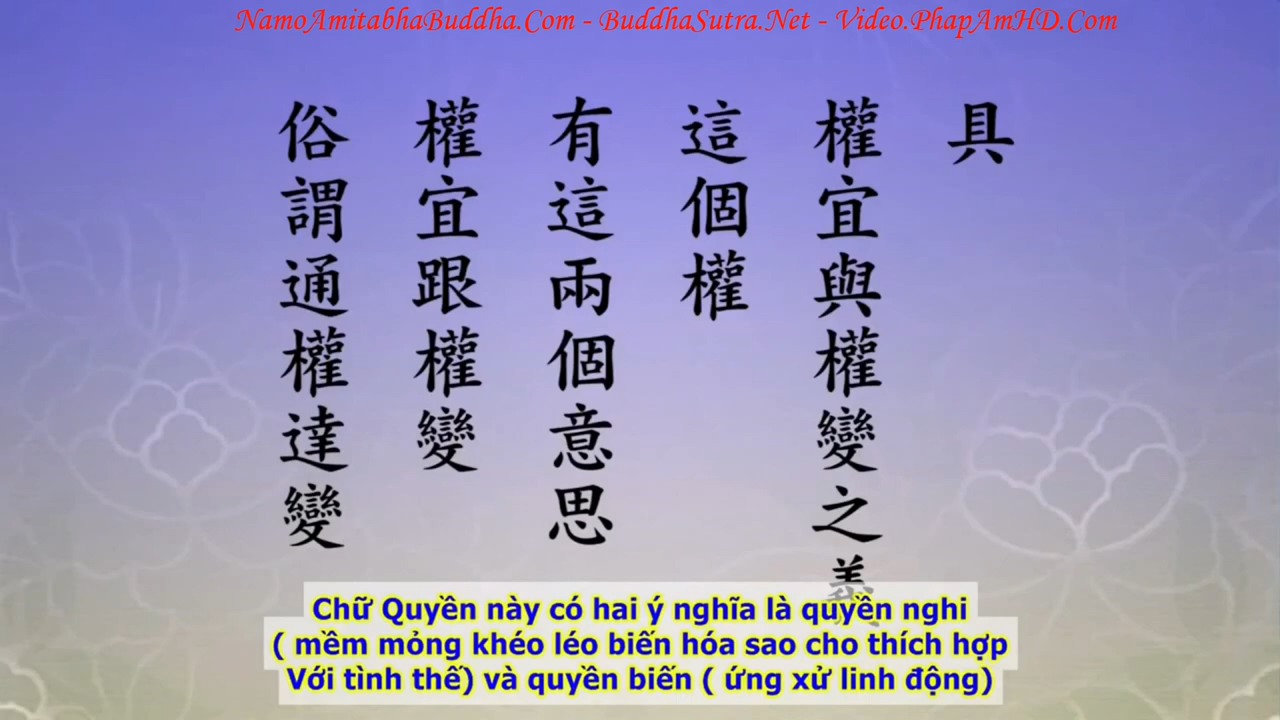 NamoAmitabhaBuddha.Com - BuddhaSutra.Net - Video.PhapAmHD.Com
具
權宜與權變之義
這個權
有這兩個意思
權宜跟權變
俗謂通權達變
Chữ Quyền này có hai ý nghĩa là quyền nghi
( mềm mỏng khéo léo biến hóa sao cho thích hợp
Với tình thế) và quyền biến ( ứng xử linh động)